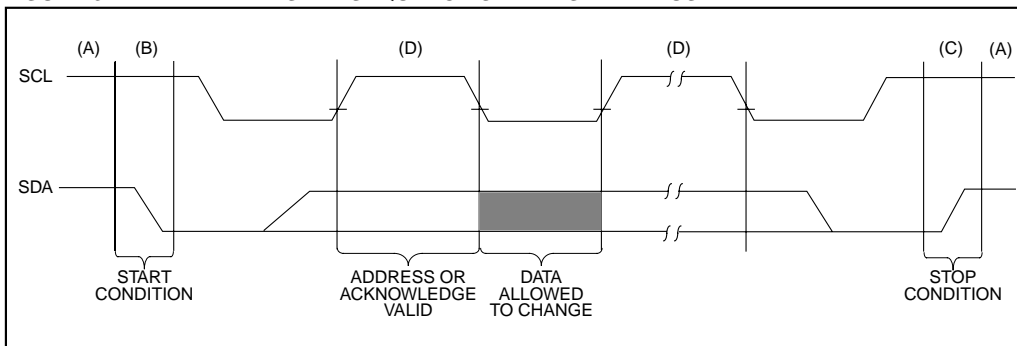 (A) (B) (D) (D) (C) (A)
SCL
SDA
START
CONDITION
ADDRESS OR
ACKNOWLEDGE
VALID
DATA
ALLOWED
TO CHANGE
STOP
CONDITION